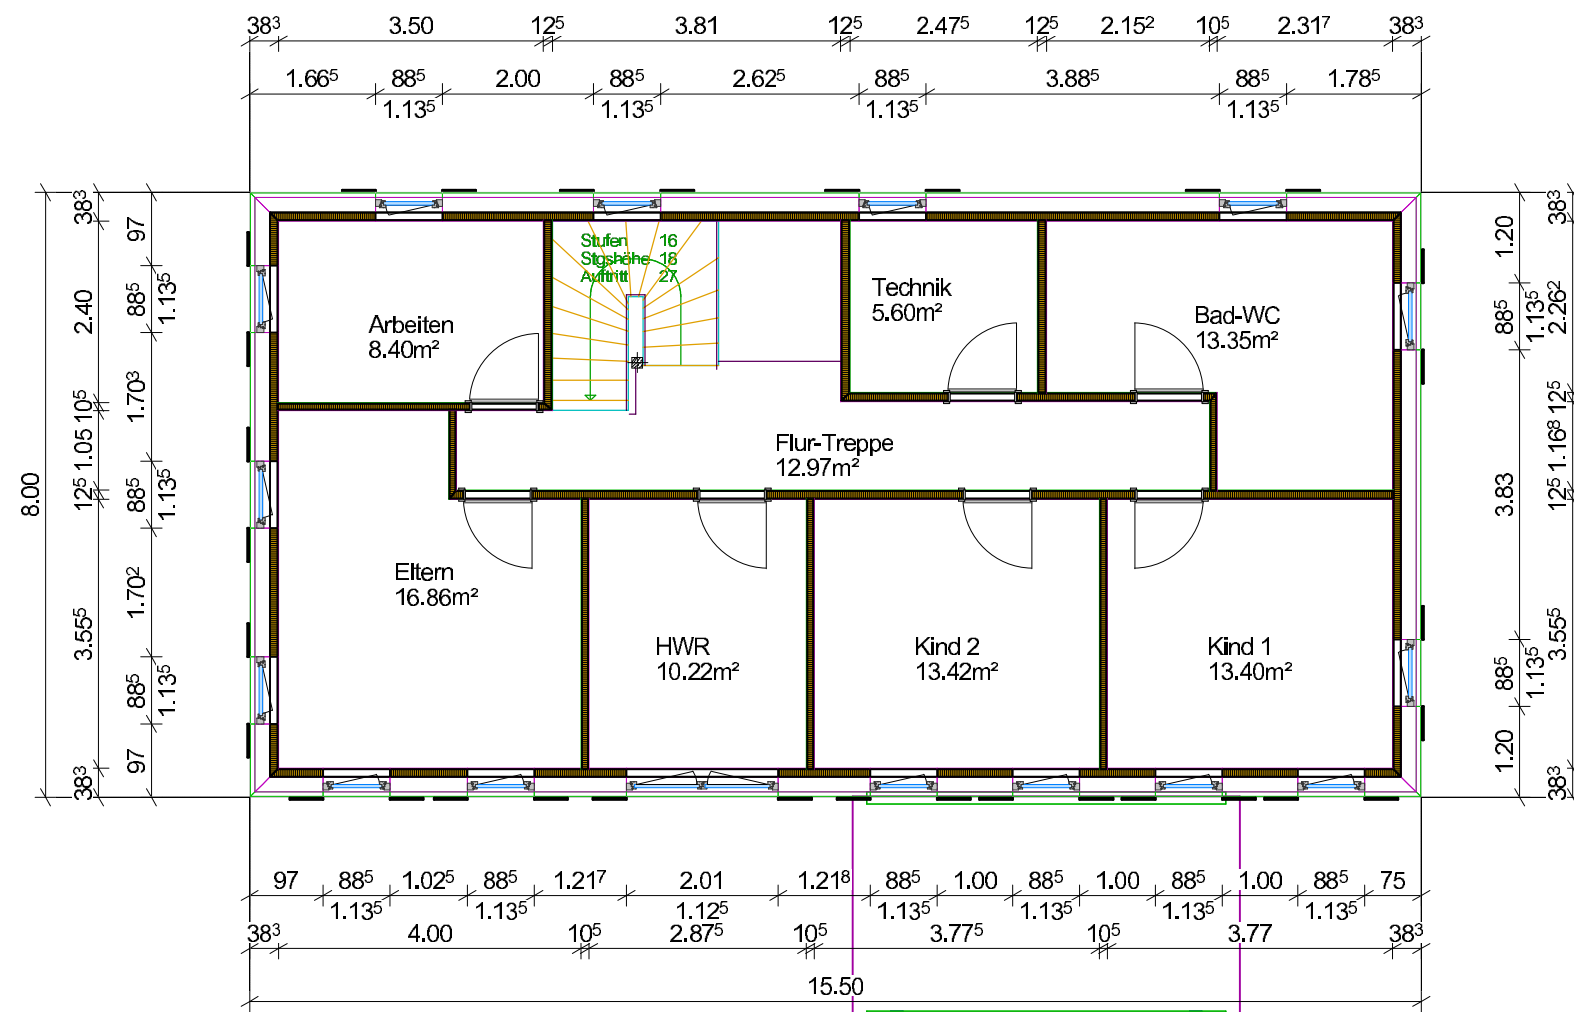 38³ 3.50 12⁵ 3.81 12⁵ 2.47⁵ 12⁵ 2.15² 10⁵ 2.31⁷ 38³
1.66⁵ 88⁵ 2.00 88⁵ 2.62⁵ 88⁵ 3.88⁵ 88⁵ 1.78⁵
1.13⁵ 1.13⁵ 1.13⁵ 1.13⁵
8.00
38³ 2.40 10⁵ 1.05 12⁵ 3.55⁵ 38³
97 88⁵ 1.70³ 88⁵ 1.70² 88⁵ 97
1.13⁵ 1.13⁵ 1.13⁵
Stufen 16
Stgshöhe 18
Auftritt 27
Arbeiten
8.40m²
Technik
5.60m²
Bad-WC
13.35m²
Flur-Treppe
12.97m²
Eltern
16.86m²
HWR
10.22m²
Kind 2
13.42m²
Kind 1
13.40m²
1.20 88⁵ 3.83 88⁵ 1.20
1.13⁵ 1.13⁵
38³ 2.26² 12⁵ 1.16⁸ 12⁵ 3.55⁵ 38³
97 88⁵ 1.02⁵ 88⁵ 1.21⁷ 2.01 1.21⁸ 88⁵ 1.00 88⁵ 1.00 88⁵ 1.00 88⁵ 75
1.13⁵ 1.13⁵ 1.12⁵ 1.13⁵ 1.13⁵ 1.13⁵ 1.13⁵
38³ 4.00 10⁵ 2.87⁵ 10⁵ 3.77⁵ 10⁵ 3.77 38³
15.50